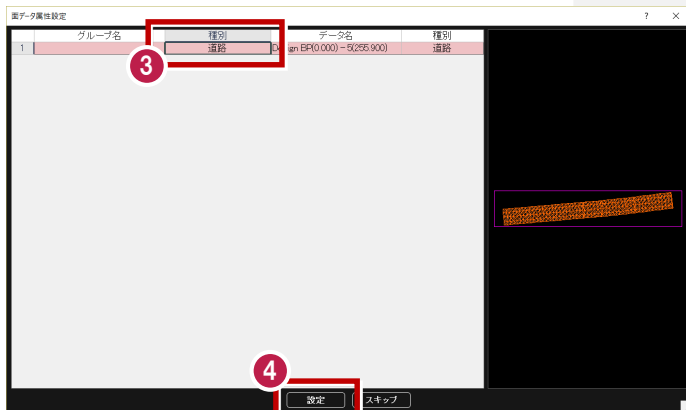 面データ属性設定 ? ×
グループ名 種別 データ名 種別
1 道路 ign BP(0.000) - 5(255.900) 道路
3
4
設定 スキップ